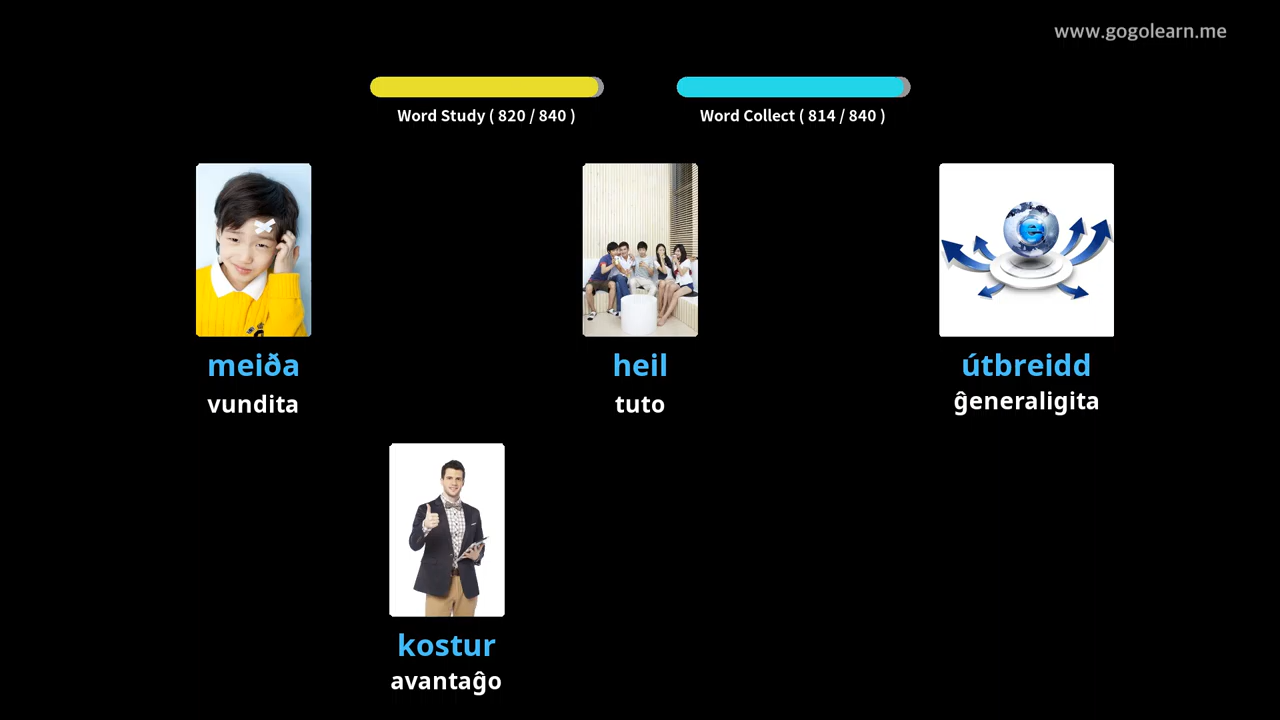 www.gogolearn.me
Word Study ( 820 / 840 )
Word Collect ( 814 / 840 )
meiða
vundita
heil
tuto
útbreidd
ĝeneraligita
kostur
avantaĝo